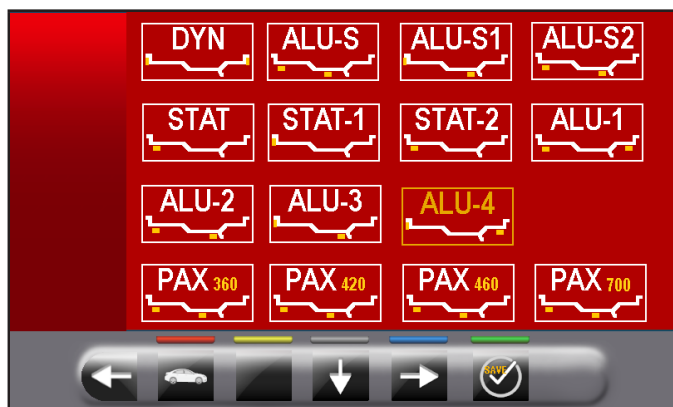 DYN ALU-S ALU-S1 ALU-S2
STAT STAT-1 STAT-2 ALU-1
ALU-2 ALU-3 ALU-4
PAX 360 PAX 420 PAX 460 PAX 700
SAVE